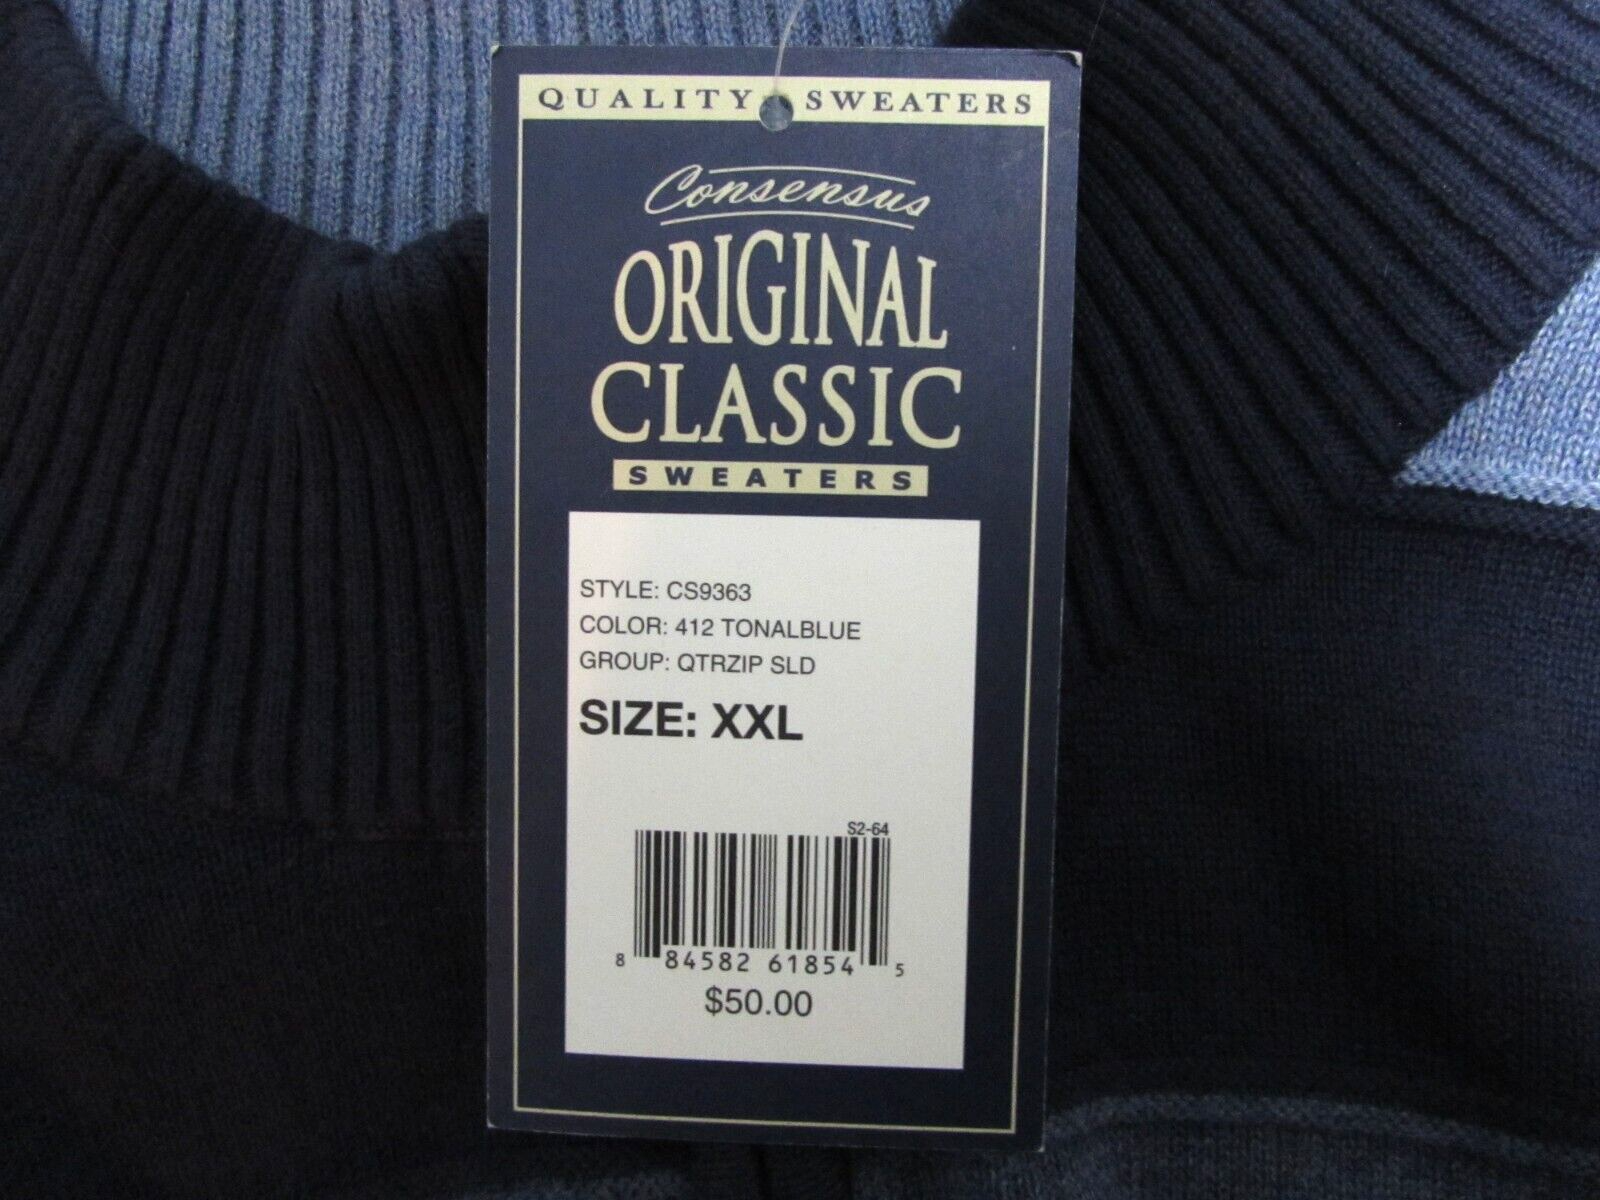 QUALITY SWEATERS
Consensus
ORIGINAL
CLASSIC
SWEATERS
STYLE: CS9363
COLOR: 412 TONALBLUE
GROUP: QTRZIP SLD
SIZE: XXL
S2-64
8 84582 61854 5
$50.00